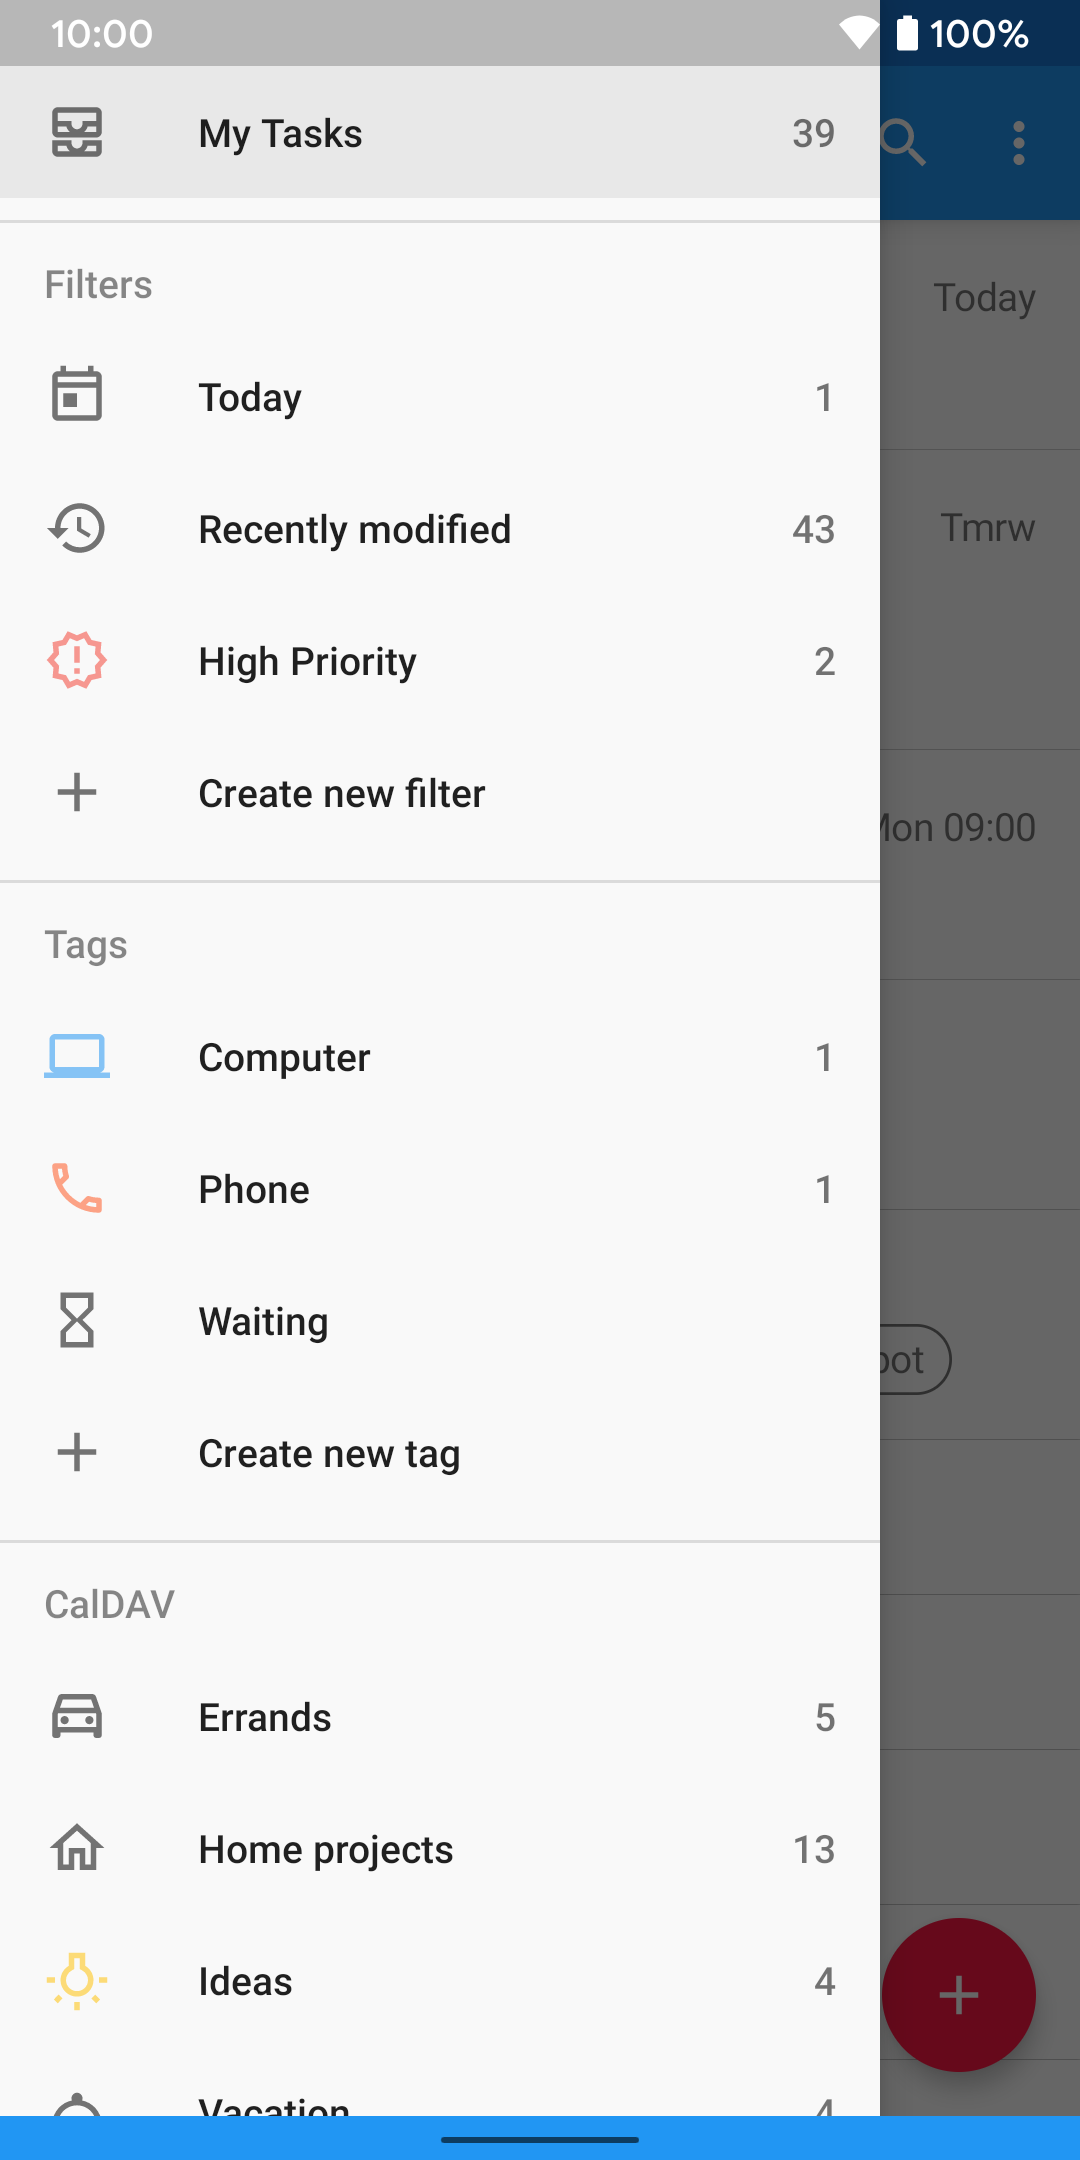 10:00 100%
My Tasks 39
Filters
Today
Today 1
Recently modified 43
Tmrw
High Priority 2
Create new filter
Mon 09:00
Tags
Computer 1
Phone 1
Waiting
Create new tag
CalDAV
Errands 5
Home projects 13
Ideas 4
Vacation 4